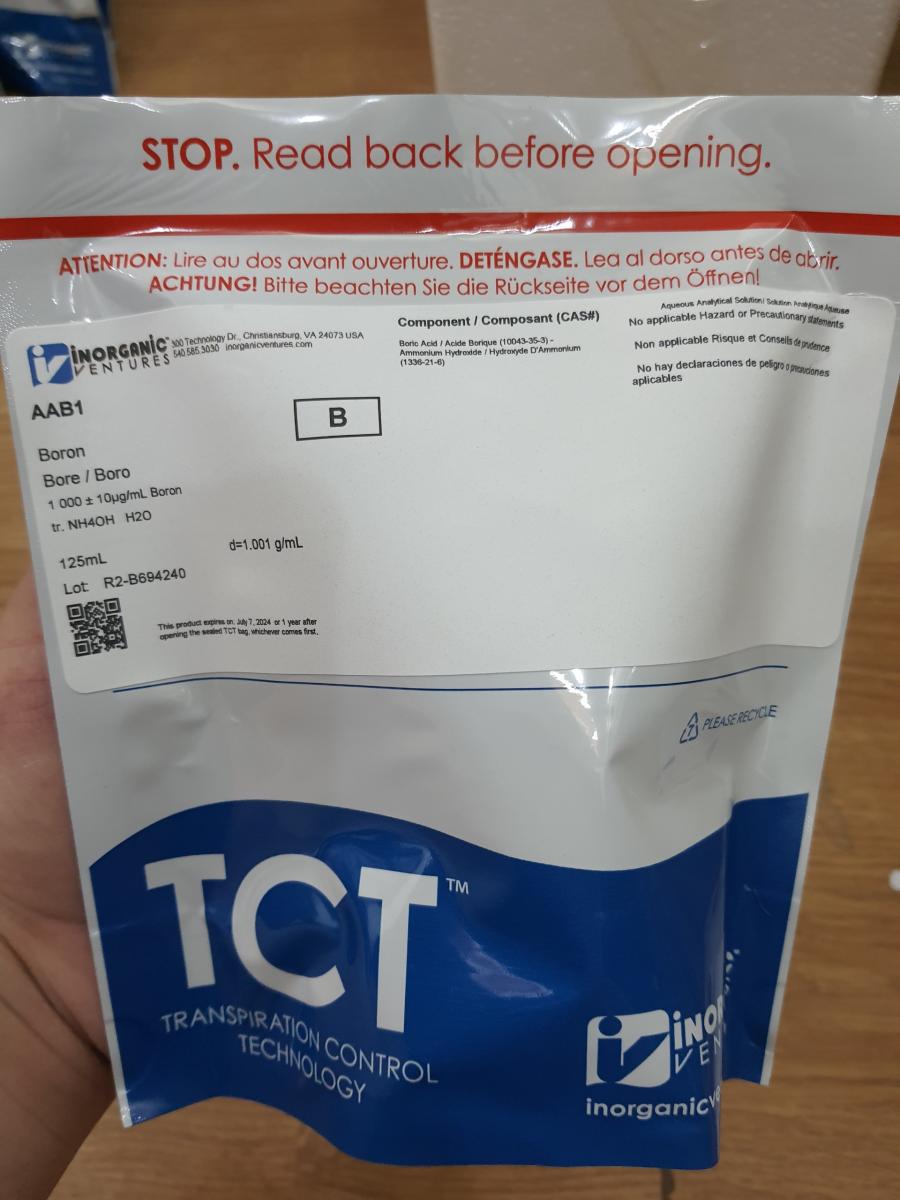 STOP. Read back before opening.
ATTENTION: Lire au dos avant ouverture. DETÉNGASE. Lea al dorso antes de abrir.
ACHTUNG! Bitte beachten Sie die Rückseite vor dem Öffnen!
INORGANIC
VENTURES
300 Technology Dr., Christiansburg, VA 24073 USA
540.585.3030 inorganicventures.com
Component / Composant (CAS#)
Boric Acid / Acide Borique (10043-35-3) -
Ammonium Hydroxide / Hydroxyde D'Ammonium
(1336-21-6)
Aqueous Analytical Solution/ Solution Analytique Aqueuse
No applicable Hazard or Precautionary statements
Non applicable Risque et Conseils de prudence
No hay declaraciones de peligro o precauciones
aplicables
AAB1
B
Boron
Bore / Boro
1 000 ± 10µg/mL Boron
tr. NH4OH H2O
125mL
d=1.001 g/mL
Lot: R2-B694240
This product expires on: July 7, 2024 or 1 year after
opening the sealed TCT bag, whichever comes first.
7 PLEASE RECYCLE
TCT™
TRANSPIRATION CONTROL
TECHNOLOGY
INOR
VEN
inorganicve